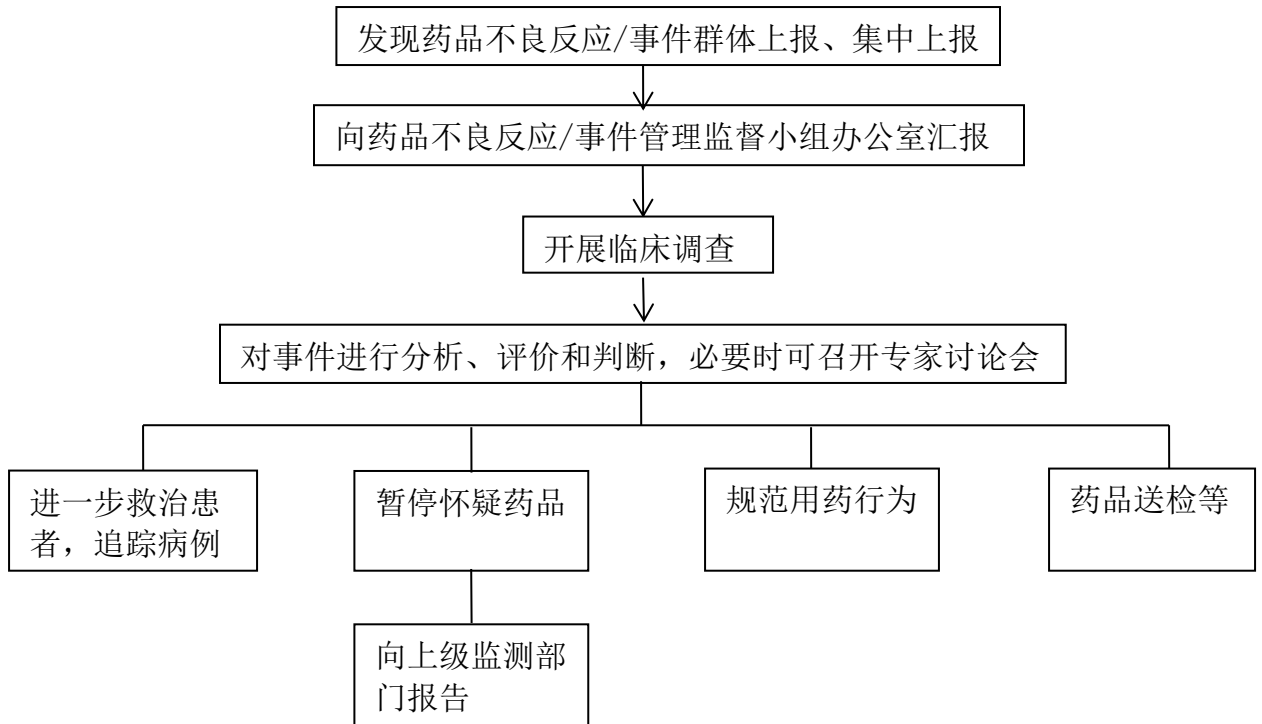 发现药品不良反应/事件群体上报、集中上报
向药品不良反应/事件管理监督小组办公室汇报
开展临床调查
对事件进行分析、评价和判断，必要时可召开专家讨论会
进一步救治患
者，追踪病例
暂停怀疑药品
规范用药行为
药品送检等
向上级监测部
门报告